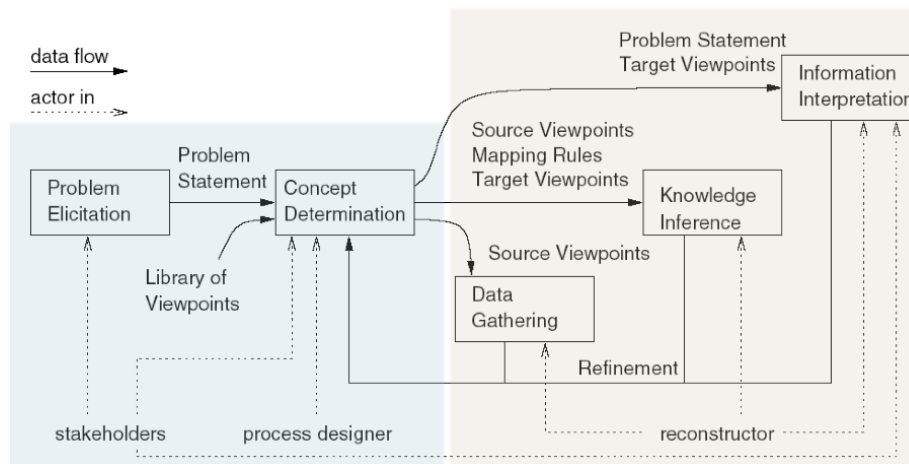 data flow
actor in
Problem Statement
Target Viewpoints
Information
Interpretation
Problem
Statement
Source Viewpoints
Mapping Rules
Target Viewpoints
Problem
Elicitation
Concept
Determination
Knowledge
Inference
Library of
Viewpoints
Source Viewpoints
Data
Gathering
Refinement
stakeholders
process designer
reconstructor